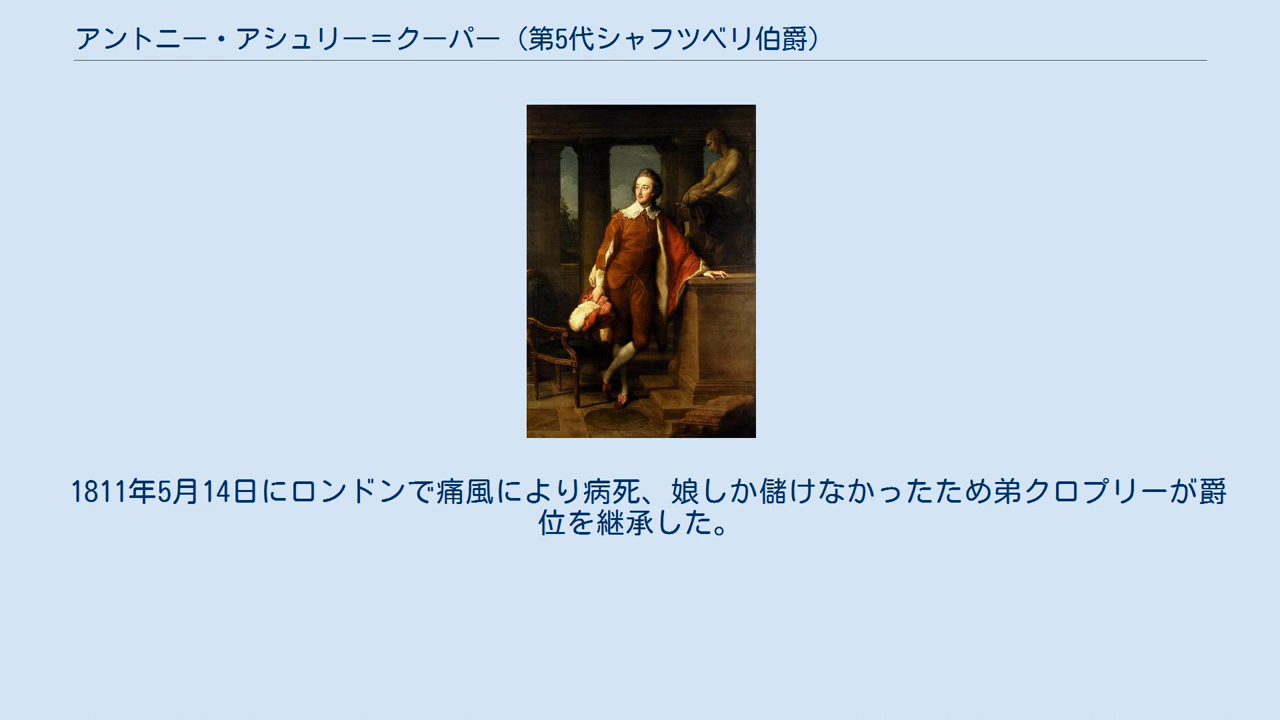 アントニー・アシュリー＝クーパー（第5代シャフツベリ伯爵）
1811年5月14日にロンドンで痛風により病死、娘しか儲けなかったため弟クロプリーが爵
位を継承した。